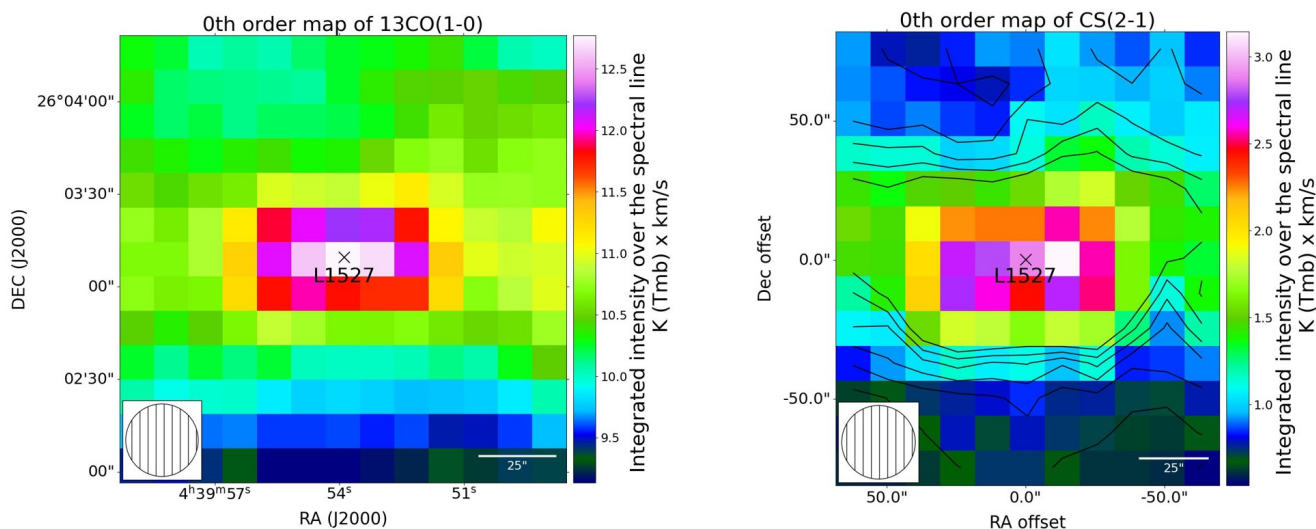 0th order map of 13CO(1-0)
26°04'00"
03'30"
00"
02'30"
00"
DEC (J2000)
L1527
25"
4ʰ39ᵐ57ˢ
54ˢ
51ˢ
RA (J2000)
12.5
12.0
11.5
11.0
10.5
10.0
9.5
Integrated intensity over the spectral line
K (Tmb) x km/s
0th order map of CS(2-1)
50.0"
0.0"
-50.0"
Dec offset
L1527
25"
50.0"
0.0"
-50.0"
RA offset
3.0
2.5
2.0
1.5
1.0
Integrated intensity over the spectral line
K (Tmb) x km/s